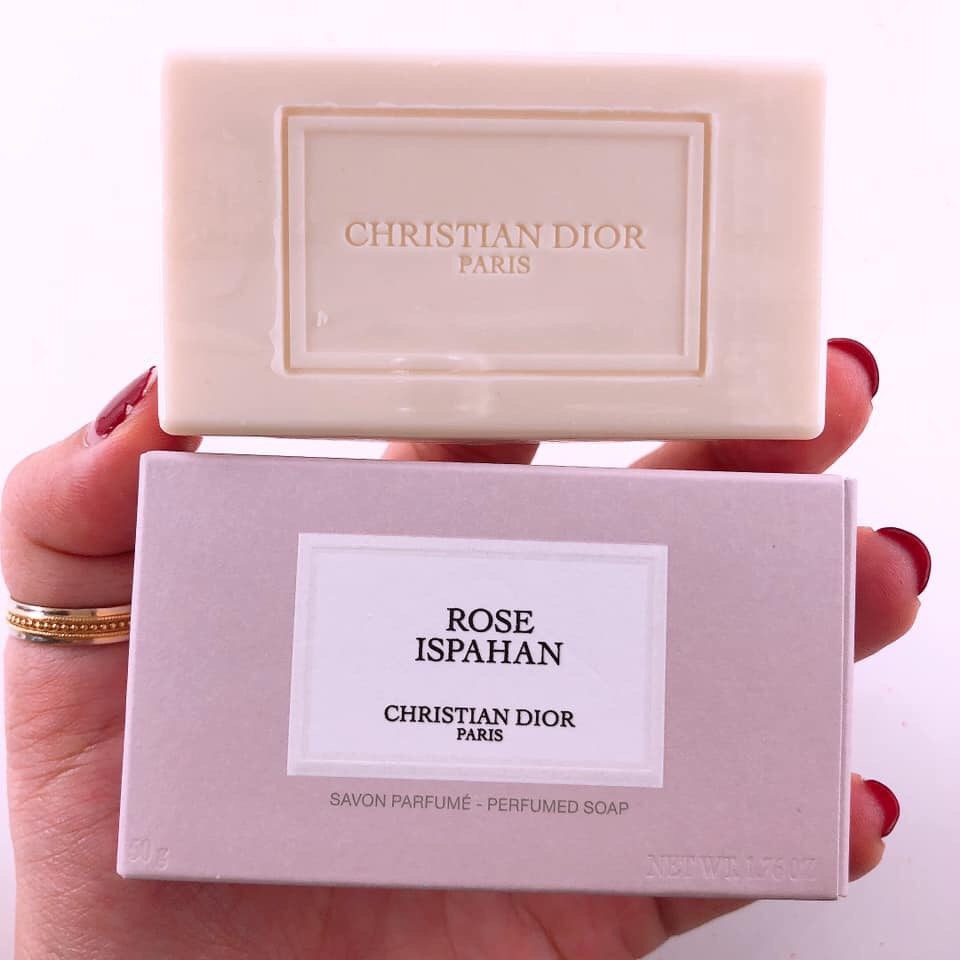 CHRISTIAN DIOR
PARIS
ROSE
ISPAHAN
CHRISTIAN DIOR
PARIS
SAVON PARFUMÉ - PERFUMED SOAP
50 g
NET WT. 1.76 OZ